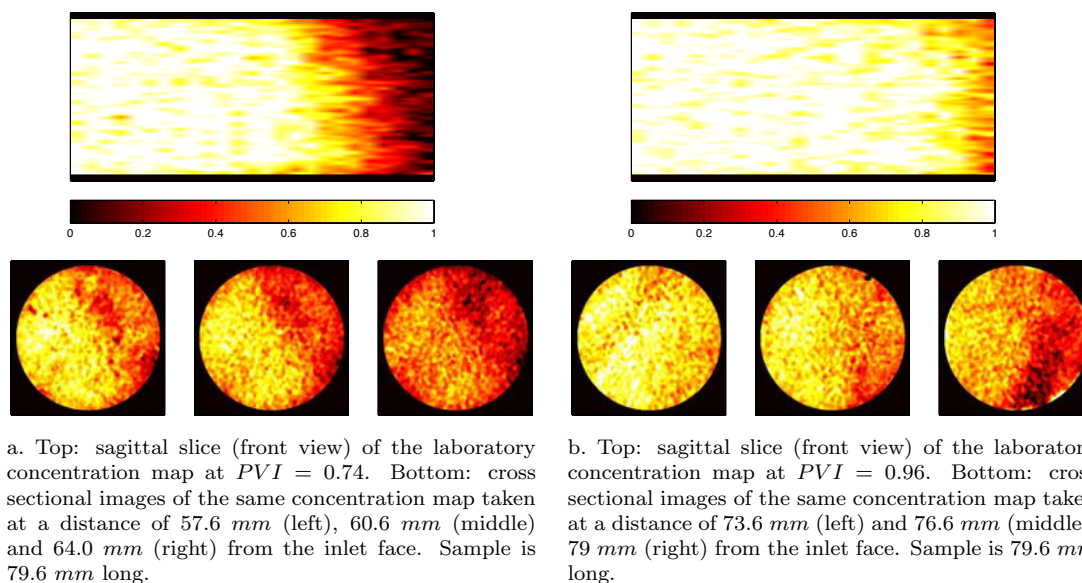 0 0.2 0.4 0.6 0.8 1
0 0.2 0.4 0.6 0.8 1
a. Top: sagittal slice (front view) of the laboratory
concentration map at PVI = 0.74. Bottom: cross
sectional images of the same concentration map taken
at a distance of 57.6 mm (left), 60.6 mm (middle)
and 64.0 mm (right) from the inlet face. Sample is
79.6 mm long.
b. Top: sagittal slice (front view) of the laborator
concentration map at PVI = 0.96. Bottom: cros
sectional images of the same concentration map take
at a distance of 73.6 mm (left) and 76.6 mm (middle
79 mm (right) from the inlet face. Sample is 79.6 m
long.